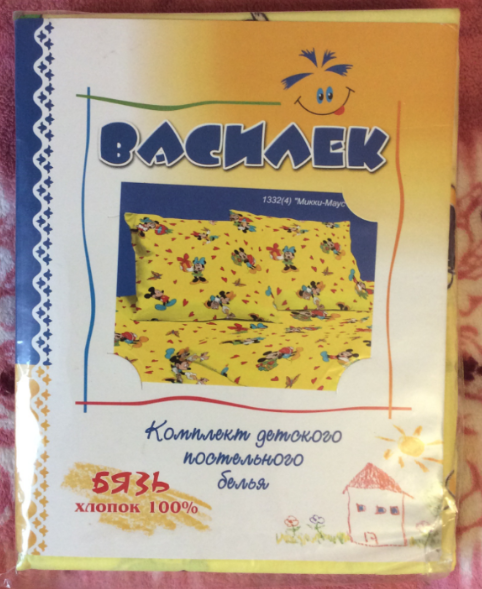 ВАСИЛЕК
1332(4) "Микки-Маус"
Комплект детского
постельного
белья
БЯЗЬ
хлопок 100%